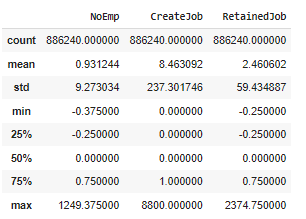 NoEmp CreateJob RetainedJob
count 886240.000000 886240.000000 886240.000000
mean 0.931244 8.463092 2.460602
std 9.273034 237.301746 59.434887
min -0.375000 0.000000 -0.250000
25% -0.250000 0.000000 -0.250000
50% 0.000000 0.000000 0.000000
75% 0.750000 1.000000 0.750000
max 1249.375000 8800.000000 2374.750000